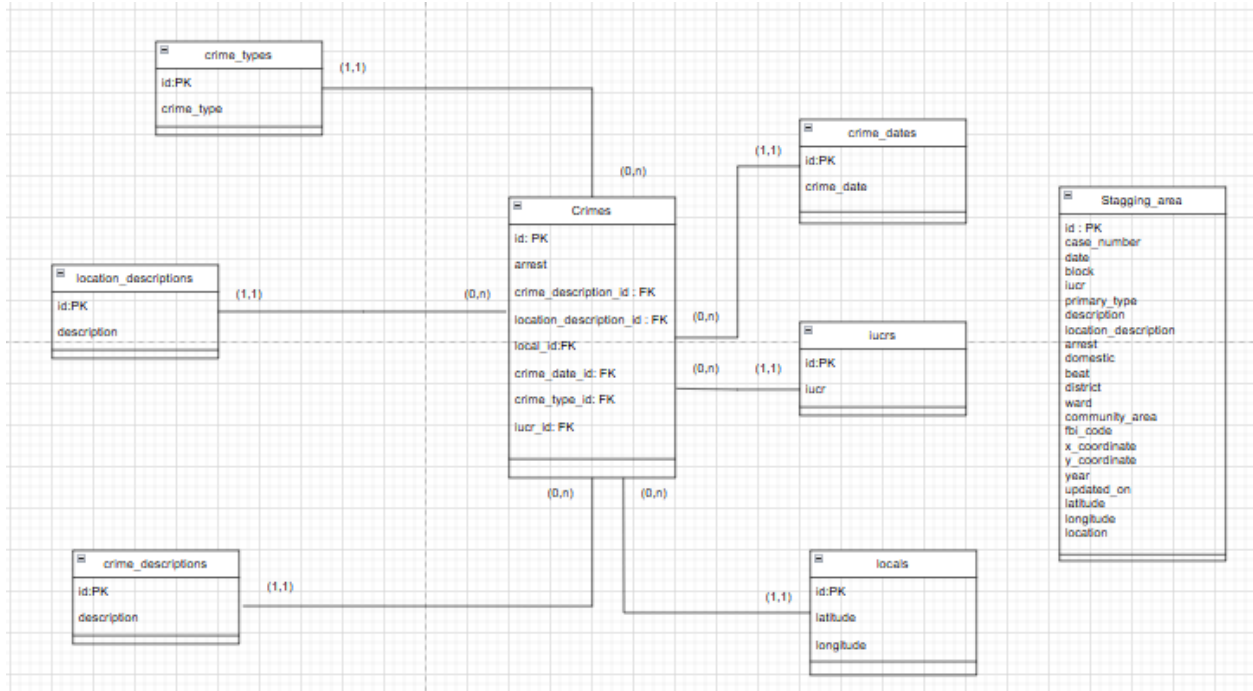 crime_types
id:PK
crime_type
(1,1)
(0,n)
crime_dates
id:PK
crime_date
(1,1)
Stagging_area
id : PK
case_number
date
block
iucr
primary_type
description
location_description
arrest
domestic
beat
district
ward
community_area
fbi_code
x_coordinate
y_coordinate
year
updated_on
latitude
longitude
location
Crimes
id: PK
arrest
crime_description_id : FK
location_description_id : FK
local_id:FK
crime_date_id: FK
crime_type_id: FK
iucr_id: FK
location_descriptions
id:PK
description
(1,1)
(0,n)
(0,n)
(0,n)
(1,1)
iucrs
id:PK
iucr
(0,n)
(0,n)
crime_descriptions
id:PK
description
(1,1)
locals
id:PK
latitude
longitude
(1,1)